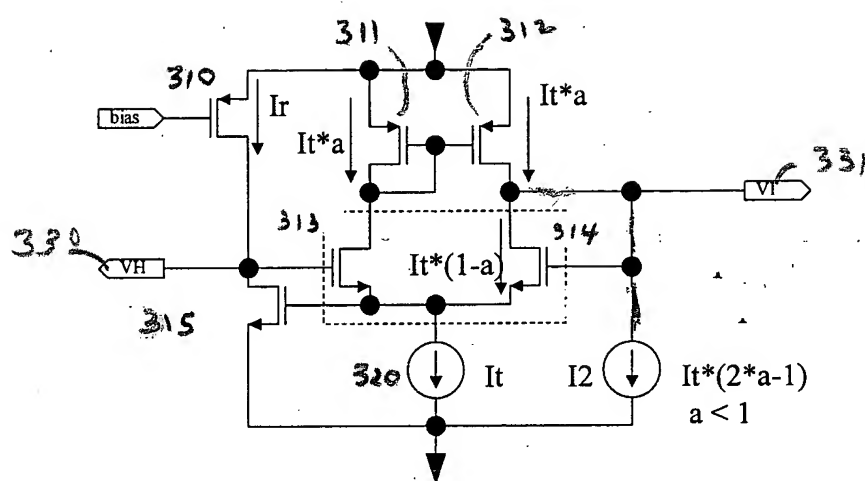 311
312
310
Ir
It*a
It*a
bias
VI
331
313
314
330
VH
It*(1-a)
315
320
It
I2
It*(2*a-1)
a < 1